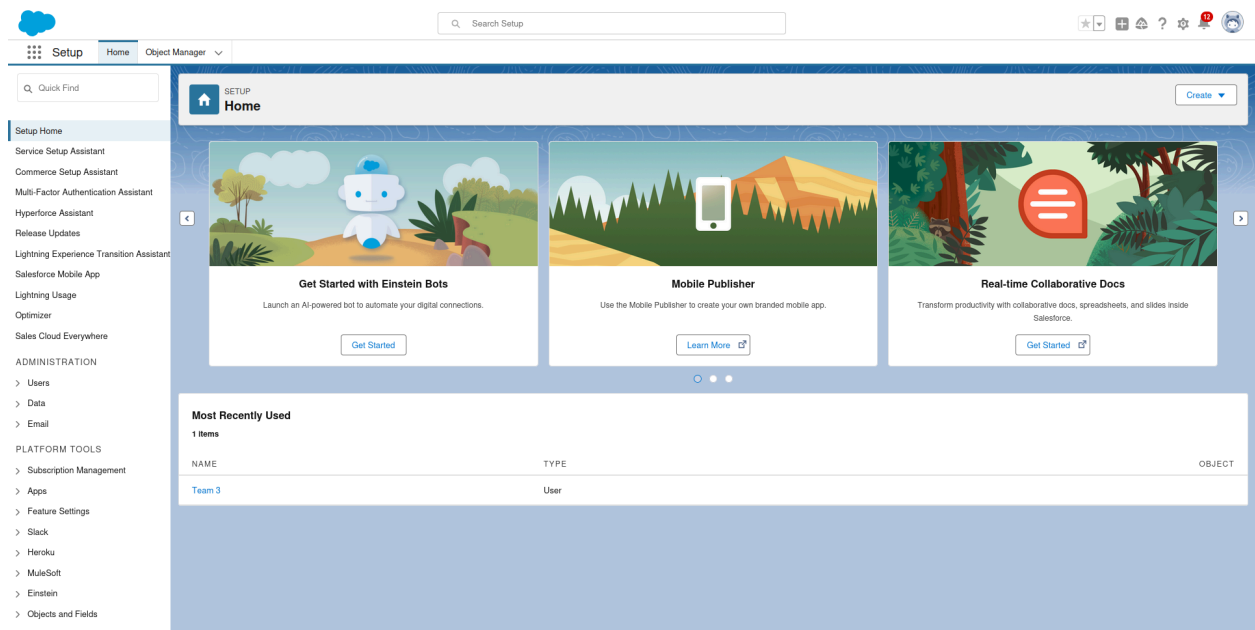 Search Setup
12
Setup
Home
Object Manager
Quick Find
Setup Home
Service Setup Assistant
Commerce Setup Assistant
Multi-Factor Authentication Assistant
Hyperforce Assistant
Release Updates
Lightning Experience Transition Assistant
Salesforce Mobile App
Lightning Usage
Optimizer
Sales Cloud Everywhere
ADMINISTRATION
Users
Data
Email
PLATFORM TOOLS
Subscription Management
Apps
Feature Settings
Slack
Heroku
MuleSoft
Einstein
Objects and Fields
SETUP
Home
Create
Get Started with Einstein Bots
Launch an AI-powered bot to automate your digital connections.
Get Started
Mobile Publisher
Use the Mobile Publisher to create your own branded mobile app.
Learn More
Real-time Collaborative Docs
Transform productivity with collaborative docs, spreadsheets, and slides inside
Salesforce.
Get Started
Most Recently Used
1 items
NAME TYPE OBJECT
Team 3 User